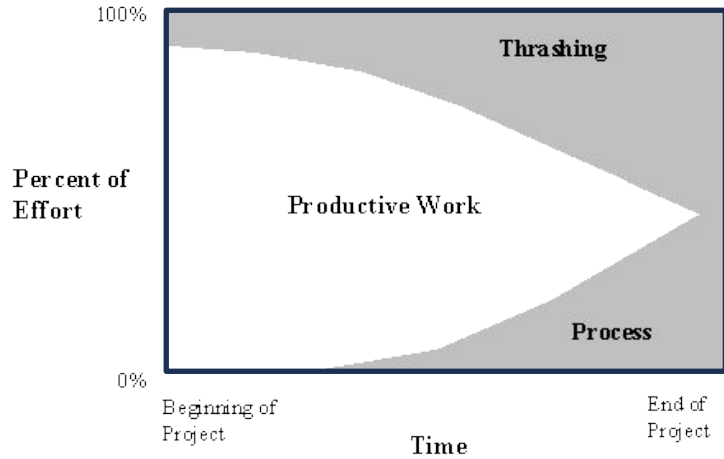 100%
Thrashing
Percent of
Effort
Productive Work
Process
0%
Beginning of
Project
End of
Project
Time